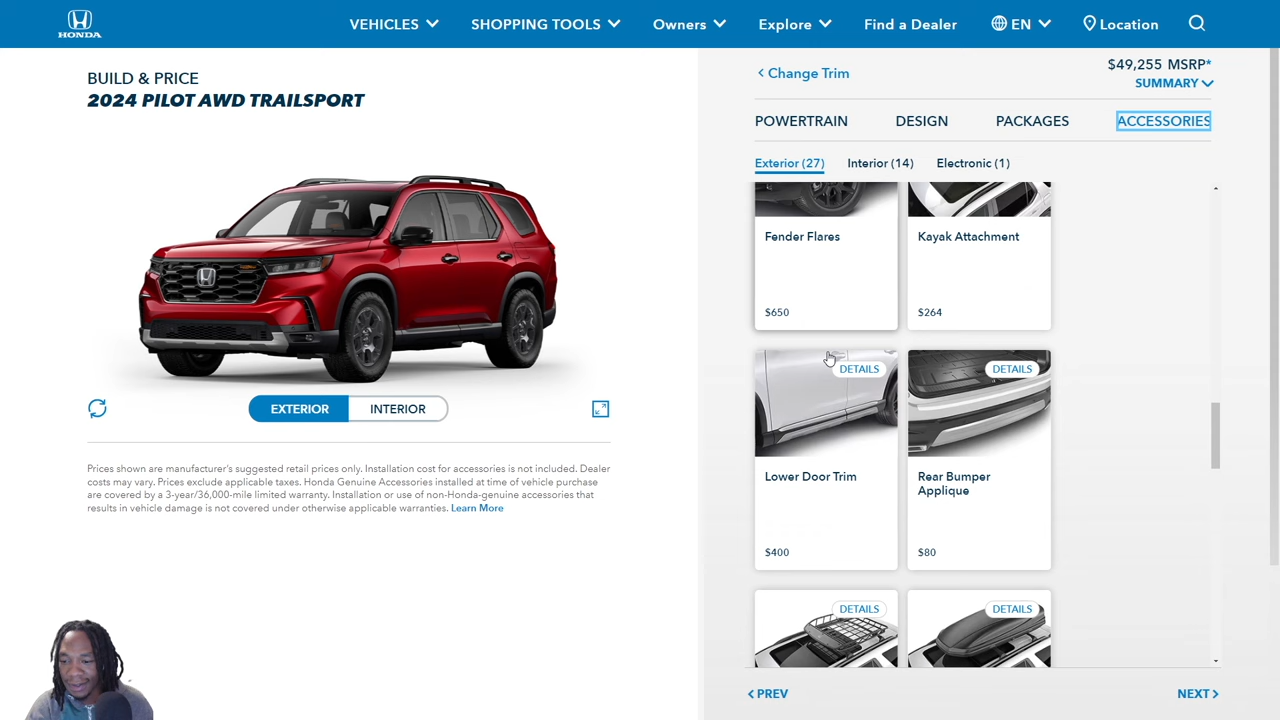 HONDA
VEHICLES
SHOPPING TOOLS
Owners
Explore
Find a Dealer
EN
Location
BUILD & PRICE
2024 PILOT AWD TRAILSPORT
EXTERIOR
INTERIOR
Prices shown are manufacturer's suggested retail prices only. Installation cost for accessories is not included. Dealer
costs may vary. Prices exclude applicable taxes. Honda Genuine Accessories installed at time of vehicle purchase
are covered by a 3-year/36,000-mile limited warranty. Installation or use of non-Honda-genuine accessories that
results in vehicle damage is not covered under otherwise applicable warranties. Learn More
Change Trim
$49,255 MSRP*
SUMMARY
POWERTRAIN
DESIGN
PACKAGES
ACCESSORIES
Exterior (27)
Interior (14)
Electronic (1)
Fender Flares
$650
Kayak Attachment
$264
DETAILS
Lower Door Trim
$400
DETAILS
Rear Bumper
Applique
$80
DETAILS
DETAILS
PREV
NEXT